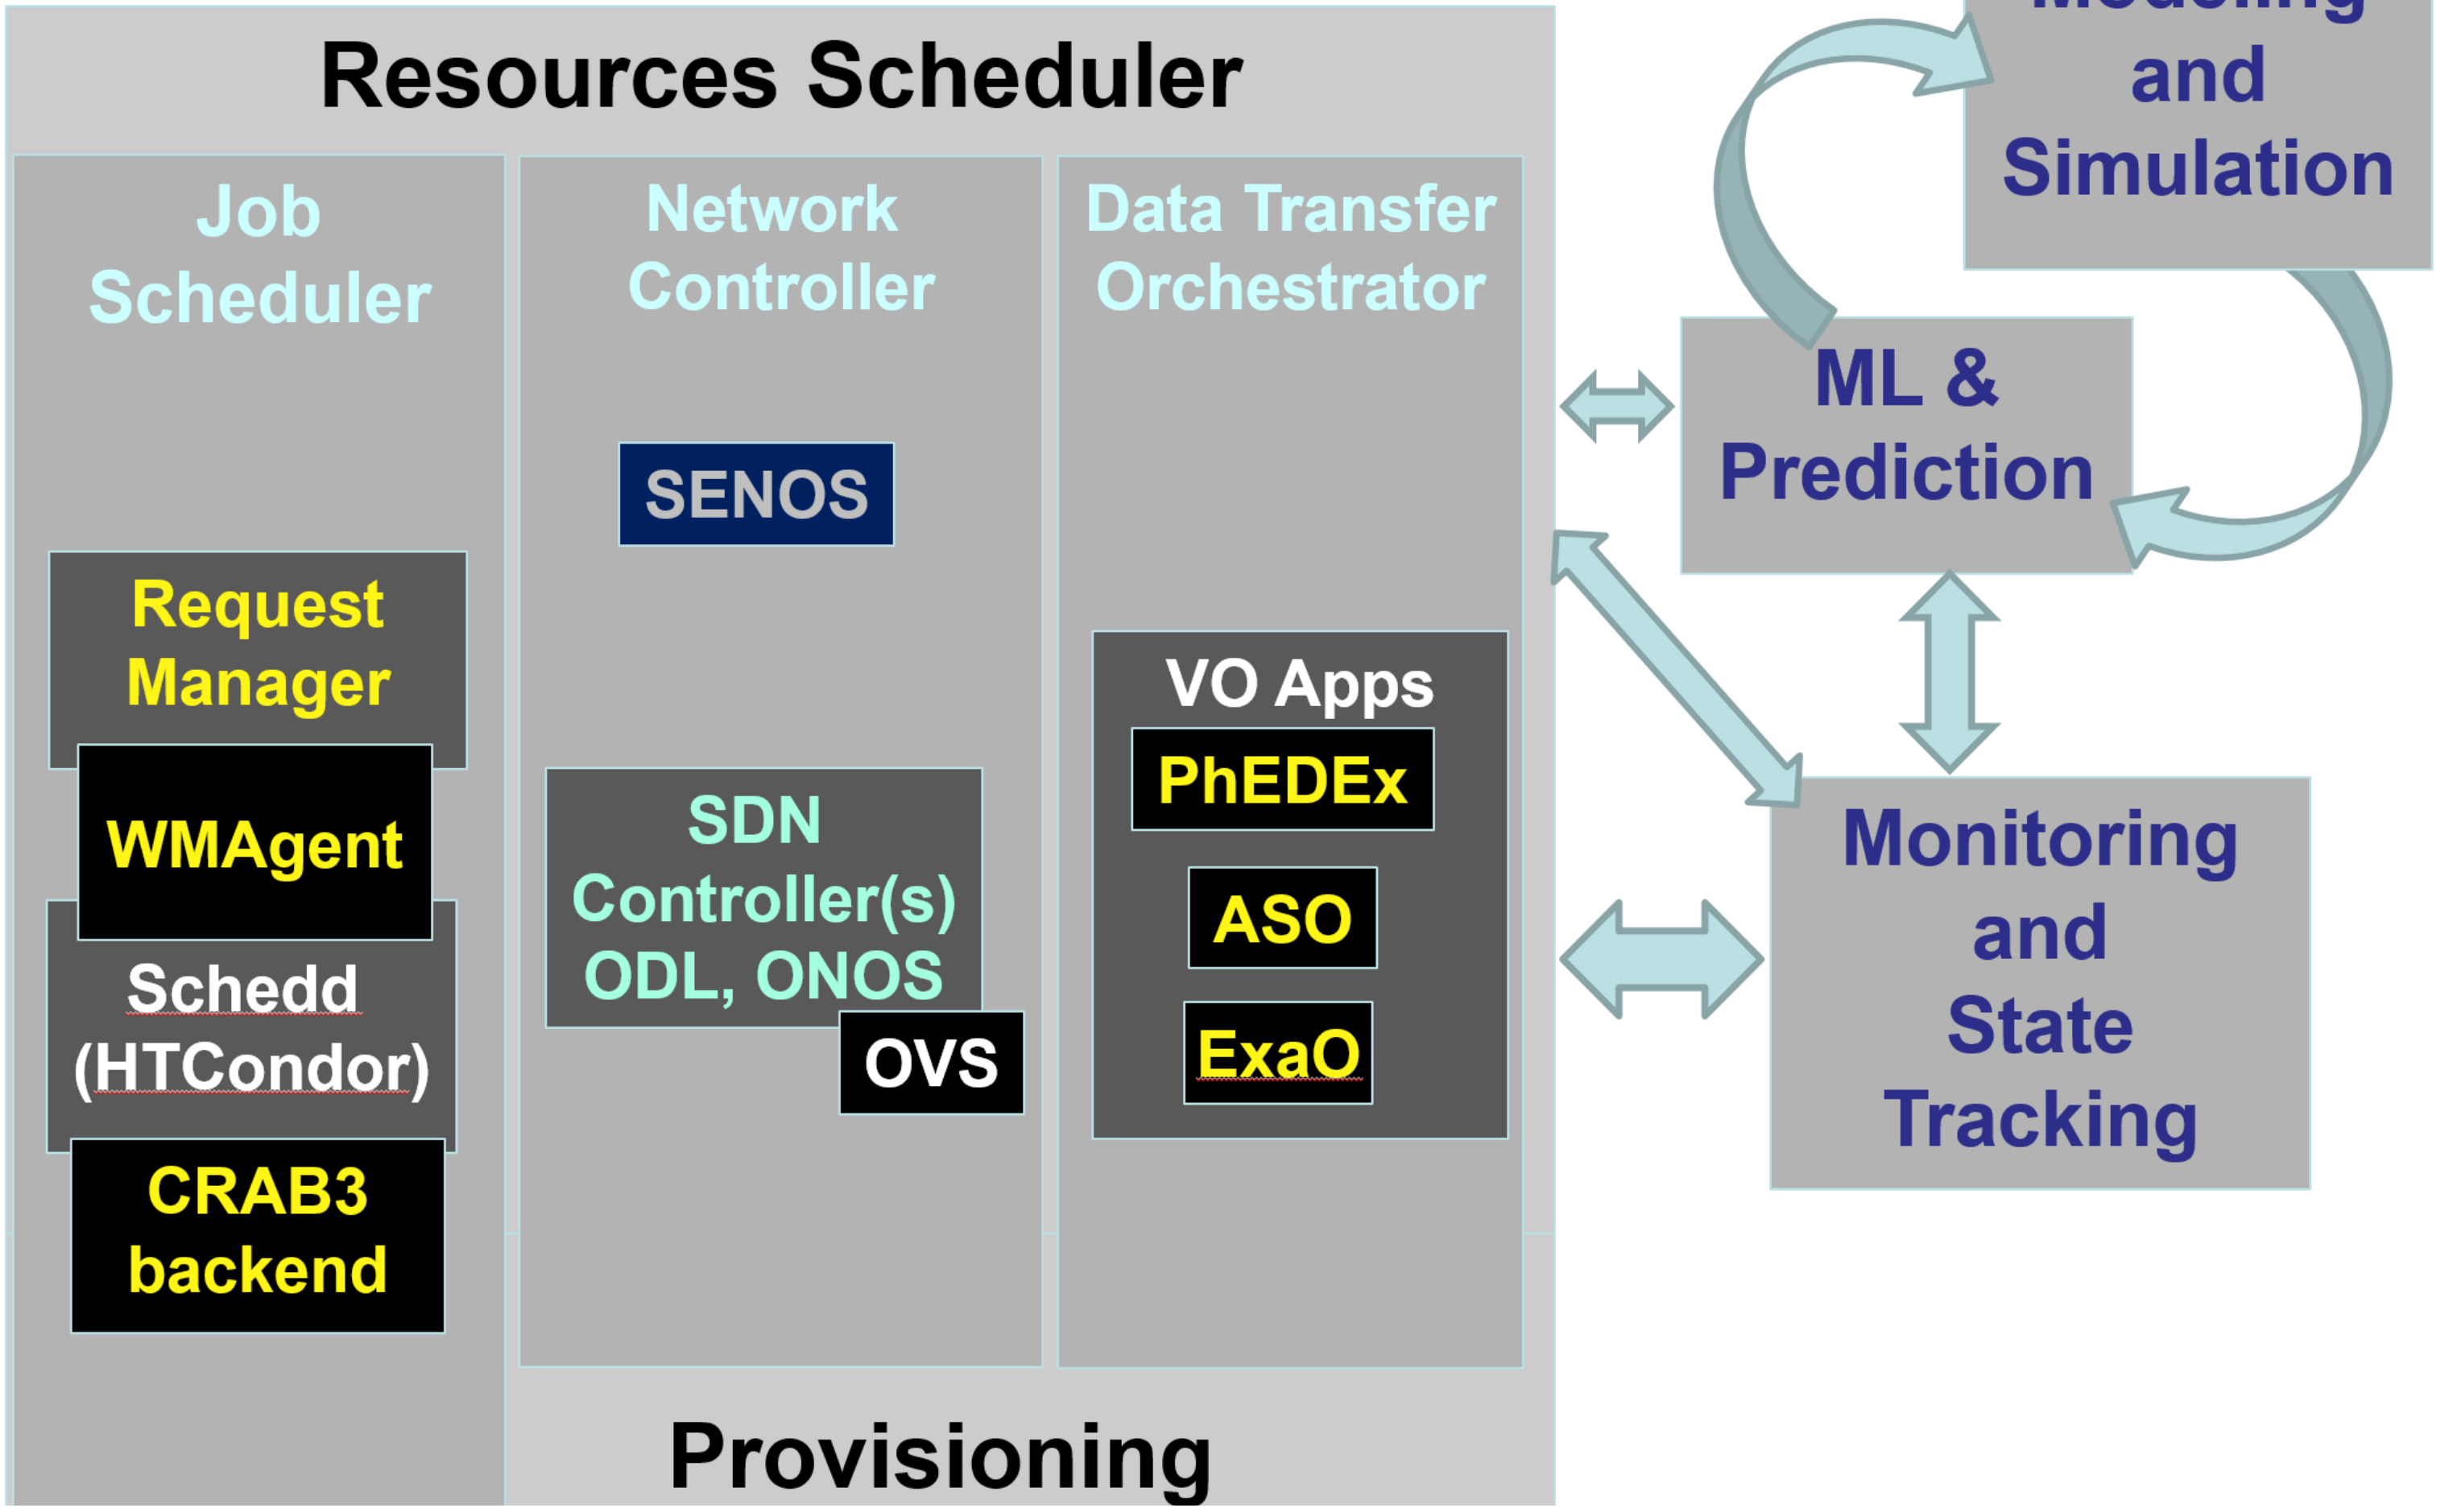 Resources Scheduler
Job
Scheduler
Request
Manager
WMAgent
Schedd
(HTCondor)
CRAB3
backend
Network
Controller
SENOS
SDN
Controller(s)
ODL, ONOS
OVS
Data Transfer
Orchestrator
VO Apps
PhEDEx
ASO
ExaO
Provisioning
Modeling
and
Simulation
ML &
Prediction
Monitoring
and
State
Tracking